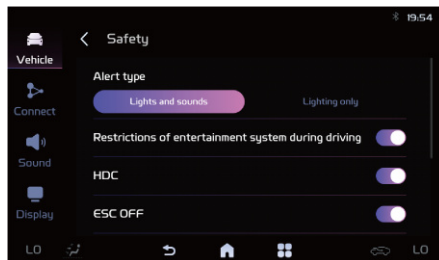 19:54
Safety
Vehicle
Alert type
Lights and sounds Lighting only
Connect
Restrictions of entertainment system during driving
Sound
HDC
Display
ESC OFF
LO LO